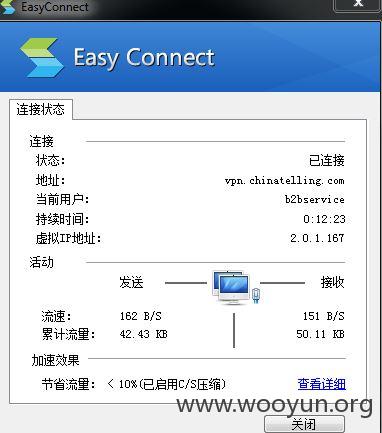 EasyConnect
Easy Connect
连接状态
连接
状态: 已连接
地址: vpn.chinatelling.com
当前用户: b2bservice
持续时间: 0:12:23
虚拟IP地址: 2.0.1.167
活动
发送 接收
流速: 162 B/S 151 B/S
累计流量: 42.43 KB 50.11 KB
加速效果
节省流量: < 10%(已启用C/S压缩) 查看详细
www.wooyun.org
关闭